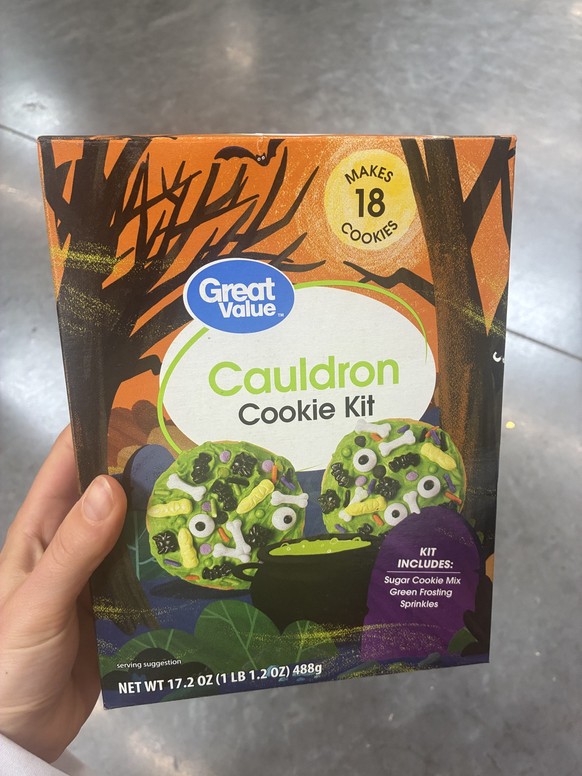 MAKES
18
COOKIES
Great
Value™
Cauldron
Cookie Kit
KIT
INCLUDES:
Sugar Cookie Mix
Green Frosting
Sprinkles
serving suggestion
NET WT 17.2 OZ (1 LB 1.2 OZ) 488g